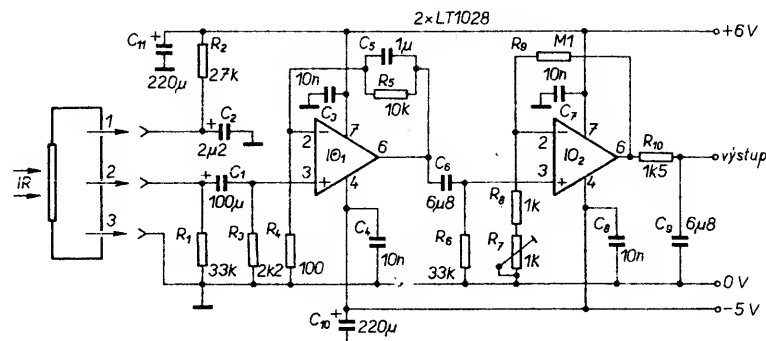 2×LT1028
+6V
C11
220μ
R2
27k
C5
1μ
R5
10k
R9
M1
10n
C3
10n
C7
1
C2
2μ2
7
2
6
IO1
3
4
7
2
6
IO2
3
4
R10
1k5
výstup
IR
2
C1
100μ
C6
6μ8
R8
1k
3
R1
33k
R3
2k2
R4
100
C4
10n
R6
33k
R7
1k
C8
10n
C9
6μ8
0V
-5V
C10
220μ